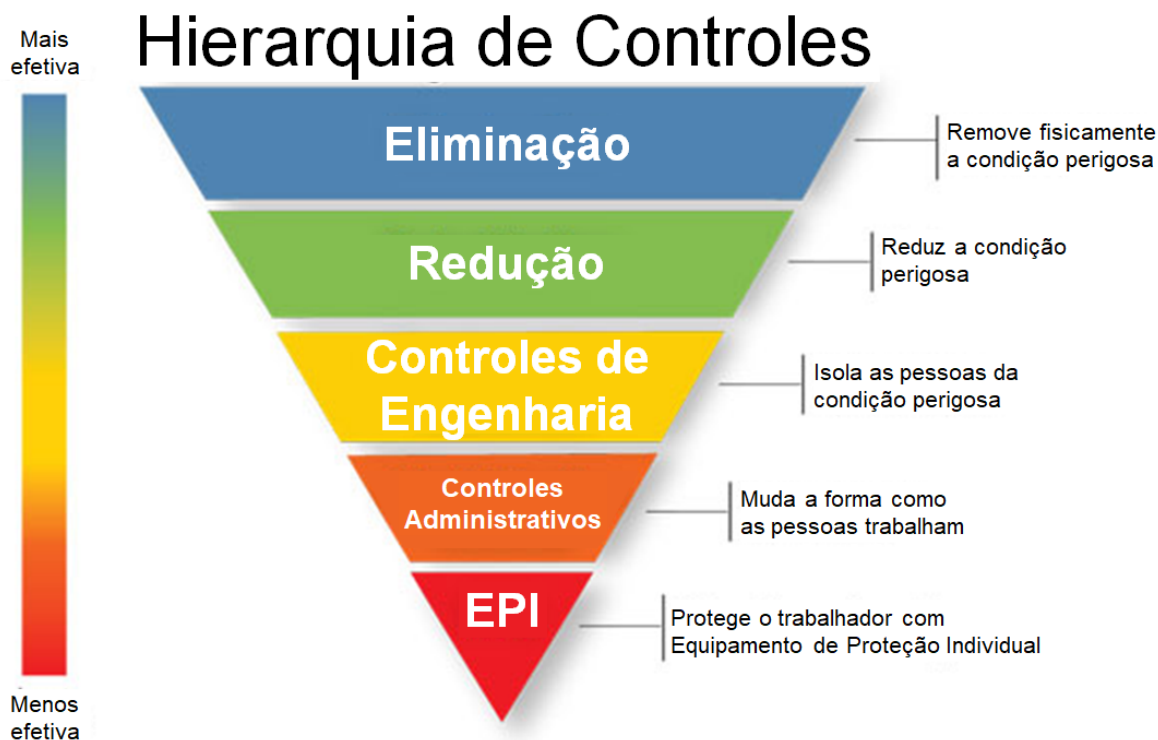 Hierarquia de Controles
Mais
efetiva
Eliminação
Remove fisicamente
a condição perigosa
Redução
Reduz a condição
perigosa
Controles de
Engenharia
Isola as pessoas da
condição perigosa
Controles
Administrativos
Muda a forma como
as pessoas trabalham
EPI
Protege o trabalhador com
Equipamento de Proteção Individual
Menos
efetiva